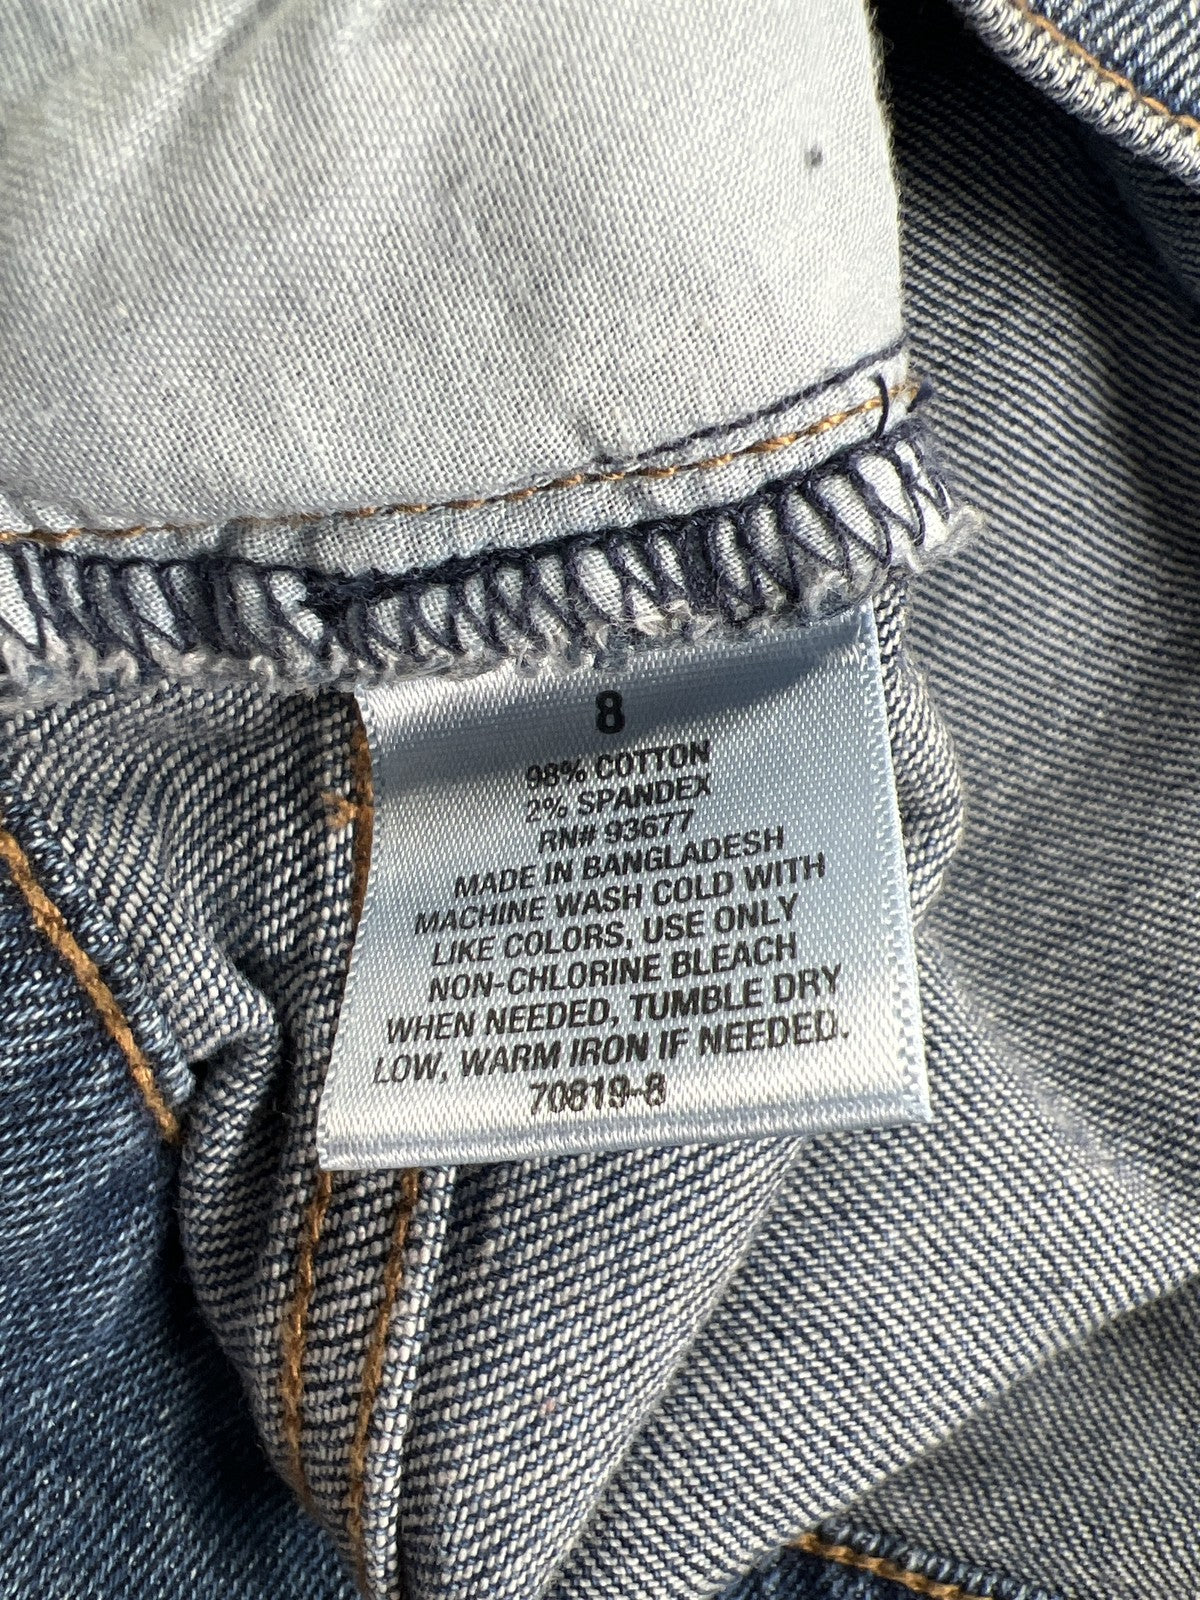 8
98% COTTON
2% SPANDEX
RN# 93677
MADE IN BANGLADESH
MACHINE WASH COLD WITH
LIKE COLORS, USE ONLY
NON-CHLORINE BLEACH
WHEN NEEDED, TUMBLE DRY
LOW, WARM IRON IF NEEDED.
70819-8